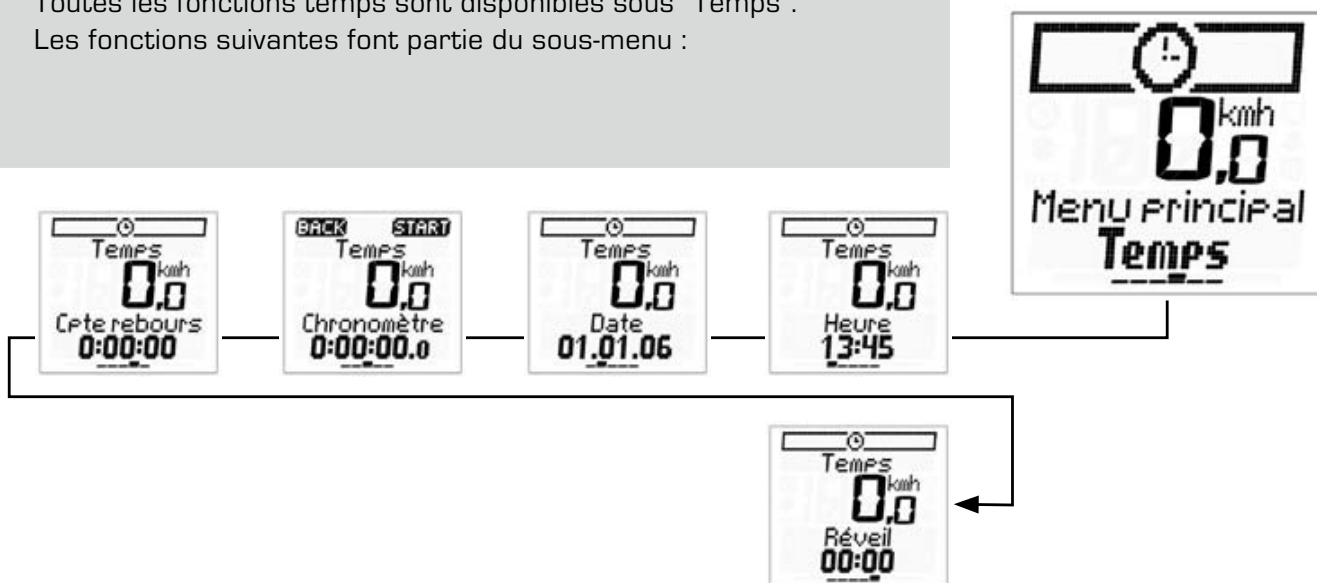 Toutes les fonctions temps sont disponibles sous "Temps".
Les fonctions suivantes font partie du sous-menu :
0,0 kmh
Menu principal
Temps
Temps
0,0 kmh
Cpte rebours
0:00:00
BACK START
Temps
0,0 kmh
Chronomètre
0:00:00.0
Temps
0,0 kmh
Date
01.01.06
Temps
0,0 kmh
Heure
13:45
Temps
0,0 kmh
Réveil
00:00